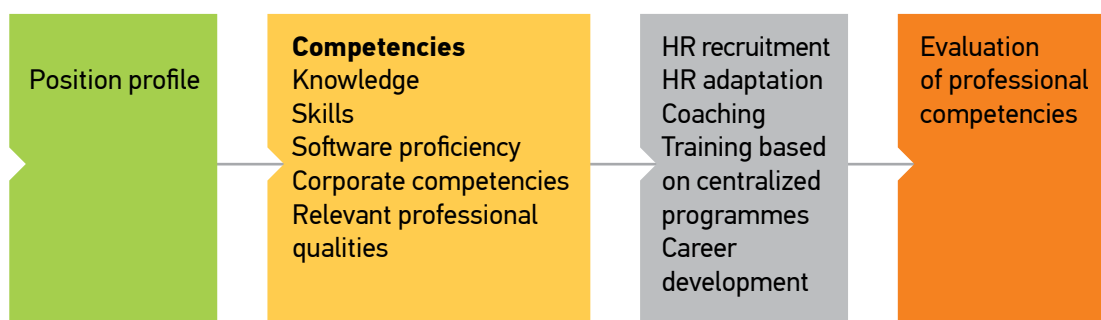 Position profile
Competencies
Knowledge
Skills
Software proficiency
Corporate competencies
Relevant professional
qualities
HR recruitment
HR adaptation
Coaching
Training based
on centralized
programmes
Career
development
Evaluation
of professional
competencies